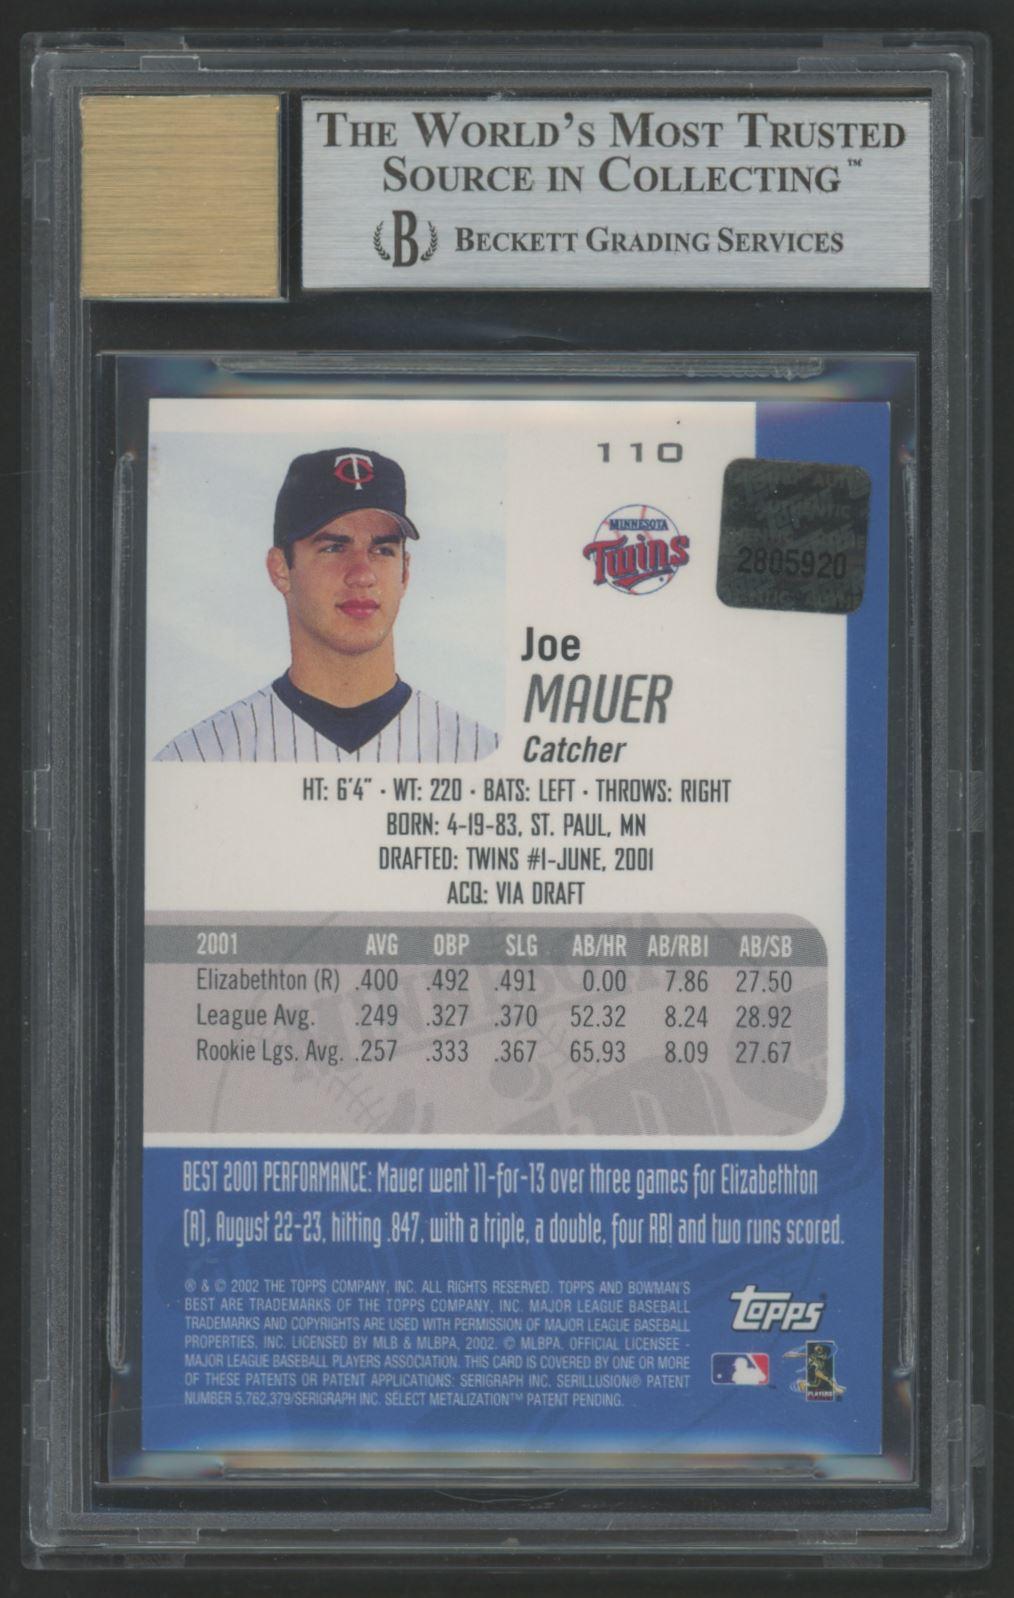 THE WORLD'S MOST TRUSTED
SOURCE IN COLLECTING™
B BECKETT GRADING SERVICES
110
MINNESOTA
Twins
2805920
Joe
MAUER
Catcher
HT: 6'4" · WT: 220 · BATS: LEFT · THROWS: RIGHT
BORN: 4-19-83, ST. PAUL, MN
DRAFTED: TWINS #1-JUNE, 2001
ACQ: VIA DRAFT
2001 AVG OBP SLG AB/HR AB/RBI AB/SB
Elizabethton (R) .400 .492 .491 0.00 7.86 27.50
League Avg. .249 .327 .370 52.32 8.24 28.92
Rookie Lgs. Avg. .257 .333 .367 65.93 8.09 27.67
BEST 2001 PERFORMANCE: Mauer went 11-for-13 over three games for Elizabethton
(R), August 22-23, hitting .847, with a triple, a double, four RBI and two runs scored.
® & © 2002 THE TOPPS COMPANY, INC. ALL RIGHTS RESERVED. TOPPS AND BOWMAN'S
BEST ARE TRADEMARKS OF THE TOPPS COMPANY, INC. MAJOR LEAGUE BASEBALL
TRADEMARKS AND COPYRIGHTS ARE USED WITH PERMISSION OF MAJOR LEAGUE BASEBALL
PROPERTIES, INC. LICENSED BY MLB & MLBPA, 2002. © MLBPA. OFFICIAL LICENSEE -
MAJOR LEAGUE BASEBALL PLAYERS ASSOCIATION. THIS CARD IS COVERED BY ONE OR MORE
OF THESE PATENTS OR PATENT APPLICATIONS: SERIGRAPH INC. SERILLUSION® PATENT
NUMBER 5,762,379/SERIGRAPH INC. SELECT METALIZATION™ PATENT PENDING.
Topps
PLAYERS